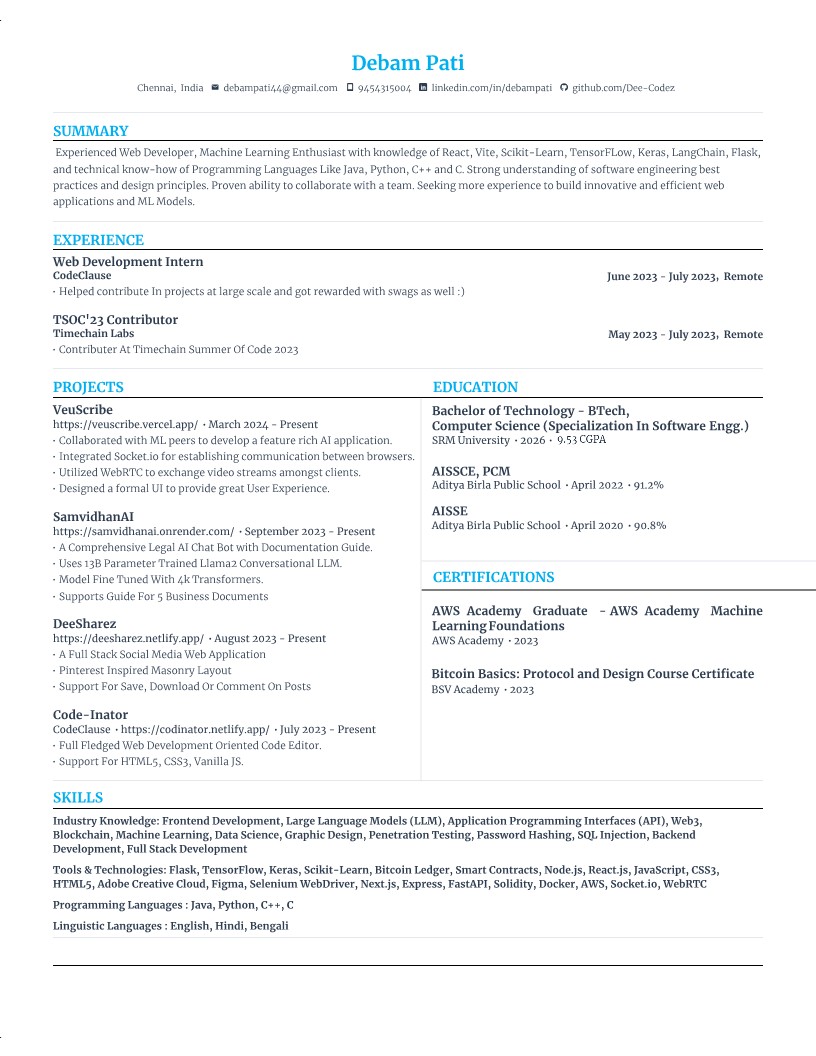 Debam Pati
Chennai, India debampati44@gmail.com 9454315004 linkedin.com/in/debampati github.com/Dee-Codez
SUMMARY
Experienced Web Developer, Machine Learning Enthusiast with knowledge of React, Vite, Scikit-Learn, TensorFLow, Keras, LangChain, Flask,
and technical know-how of Programming Languages Like Java, Python, C++ and C. Strong understanding of software engineering best
practices and design principles. Proven ability to collaborate with a team. Seeking more experience to build innovative and efficient web
applications and ML Models.
EXPERIENCE
Web Development Intern
CodeClause June 2023 - July 2023, Remote
· Helped contribute In projects at large scale and got rewarded with swags as well :)
TSOC'23 Contributor
Timechain Labs May 2023 - July 2023, Remote
· Contributer At Timechain Summer Of Code 2023
PROJECTS
VeuScribe
https://veuscribe.vercel.app/ · March 2024 - Present
· Collaborated with ML peers to develop a feature rich AI application.
· Integrated Socket.io for establishing communication between browsers.
· Utilized WebRTC to exchange video streams amongst clients.
· Designed a formal UI to provide great User Experience.
SamvidhanAI
https://samvidhanai.onrender.com/ · September 2023 - Present
· A Comprehensive Legal AI Chat Bot with Documentation Guide.
· Uses 13B Parameter Trained Llama2 Conversational LLM.
· Model Fine Tuned With 4k Transformers.
· Supports Guide For 5 Business Documents
DeeSharez
https://deesharez.netlify.app/ · August 2023 - Present
· A Full Stack Social Media Web Application
· Pinterest Inspired Masonry Layout
· Support For Save, Download Or Comment On Posts
Code-Inator
CodeClause · https://codinator.netlify.app/ · July 2023 - Present
· Full Fledged Web Development Oriented Code Editor.
· Support For HTML5, CSS3, Vanilla JS.
EDUCATION
Bachelor of Technology - BTech,
Computer Science (Specialization In Software Engg.)
SRM University · 2026 · 9.53 CGPA
AISSCE, PCM
Aditya Birla Public School · April 2022 · 91.2%
AISSE
Aditya Birla Public School · April 2020 · 90.8%
CERTIFICATIONS
AWS Academy Graduate - AWS Academy Machine
Learning Foundations
AWS Academy · 2023
Bitcoin Basics: Protocol and Design Course Certificate
BSV Academy · 2023
SKILLS
Industry Knowledge: Frontend Development, Large Language Models (LLM), Application Programming Interfaces (API), Web3,
Blockchain, Machine Learning, Data Science, Graphic Design, Penetration Testing, Password Hashing, SQL Injection, Backend
Development, Full Stack Development
Tools & Technologies: Flask, TensorFlow, Keras, Scikit-Learn, Bitcoin Ledger, Smart Contracts, Node.js, React.js, JavaScript, CSS3,
HTML5, Adobe Creative Cloud, Figma, Selenium WebDriver, Next.js, Express, FastAPI, Solidity, Docker, AWS, Socket.io, WebRTC
Programming Languages : Java, Python, C++, C
Linguistic Languages : English, Hindi, Bengali